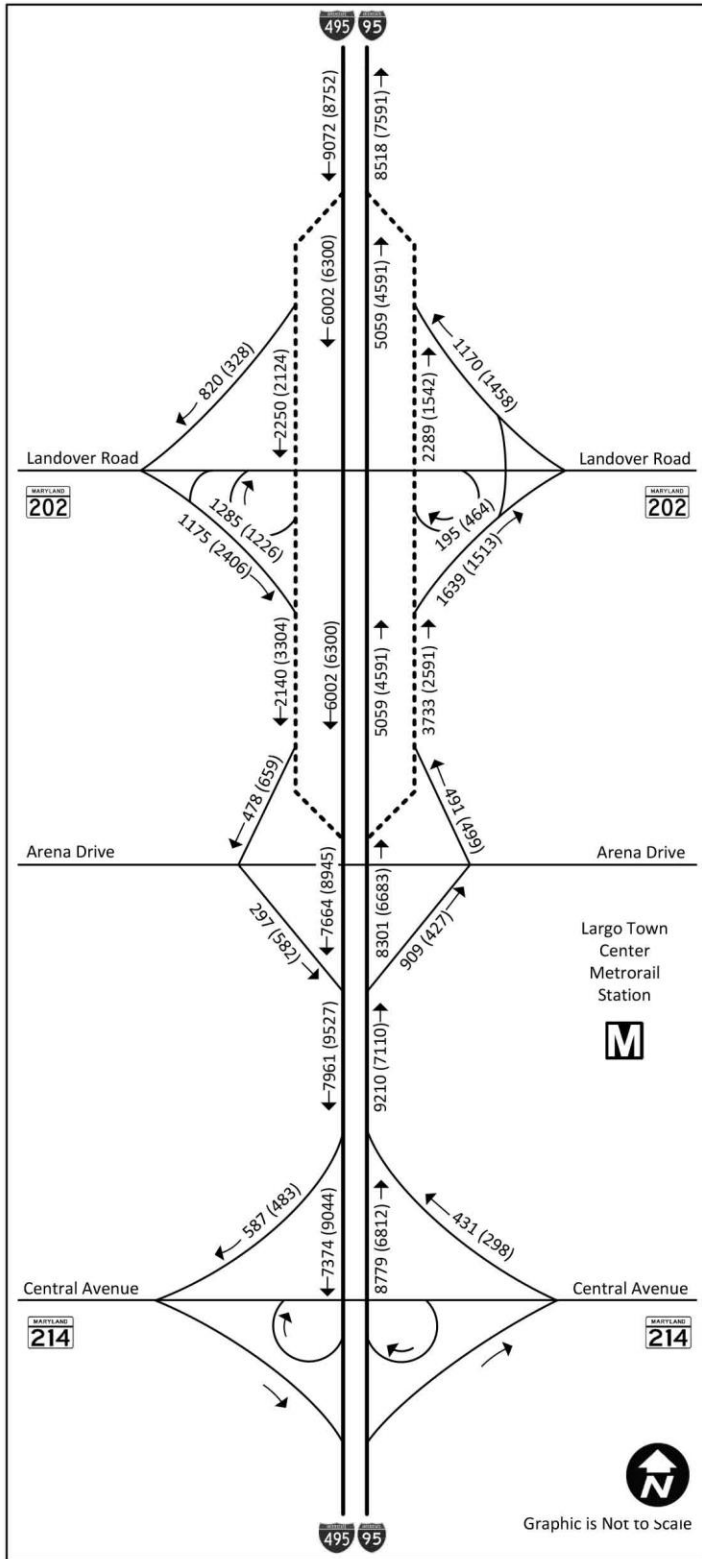 495 95
9072 (8752)
8518 (7591)
6002 (6300)
5059 (4591)
820 (328)
2250 (2124)
2289 (1542)
1170 (1458)
Landover Road
Landover Road
MARYLAND
202
MARYLAND
202
1285 (1226)
1175 (2406)
195 (464)
1639 (1513)
2140 (3304)
6002 (6300)
5059 (4591)
3733 (2591)
478 (659)
491 (499)
Arena Drive
Arena Drive
297 (582)
7664 (8945)
8301 (6683)
909 (427)
Largo Town
Center
Metrorail
Station
M
7961 (9527)
9210 (7110)
587 (483)
7374 (9044)
8779 (6812)
431 (298)
Central Avenue
Central Avenue
MARYLAND
214
MARYLAND
214
N
Graphic is Not to Scale
495 95